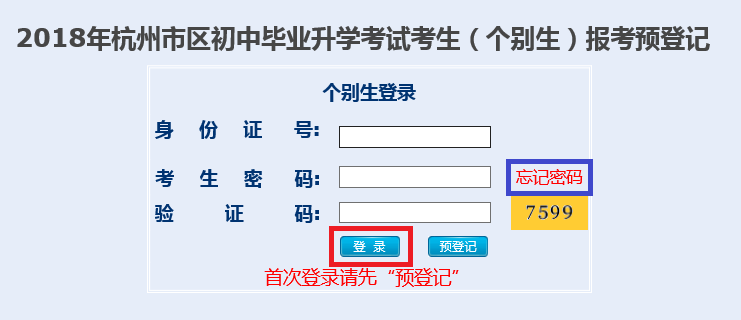 2018年杭州市区初中毕业升学考试考生（个别生）报考预登记
个别生登录
身份证号:
考生密码: 忘记密码
验证码: 7599
登录 预登记
首次登录请先“预登记”